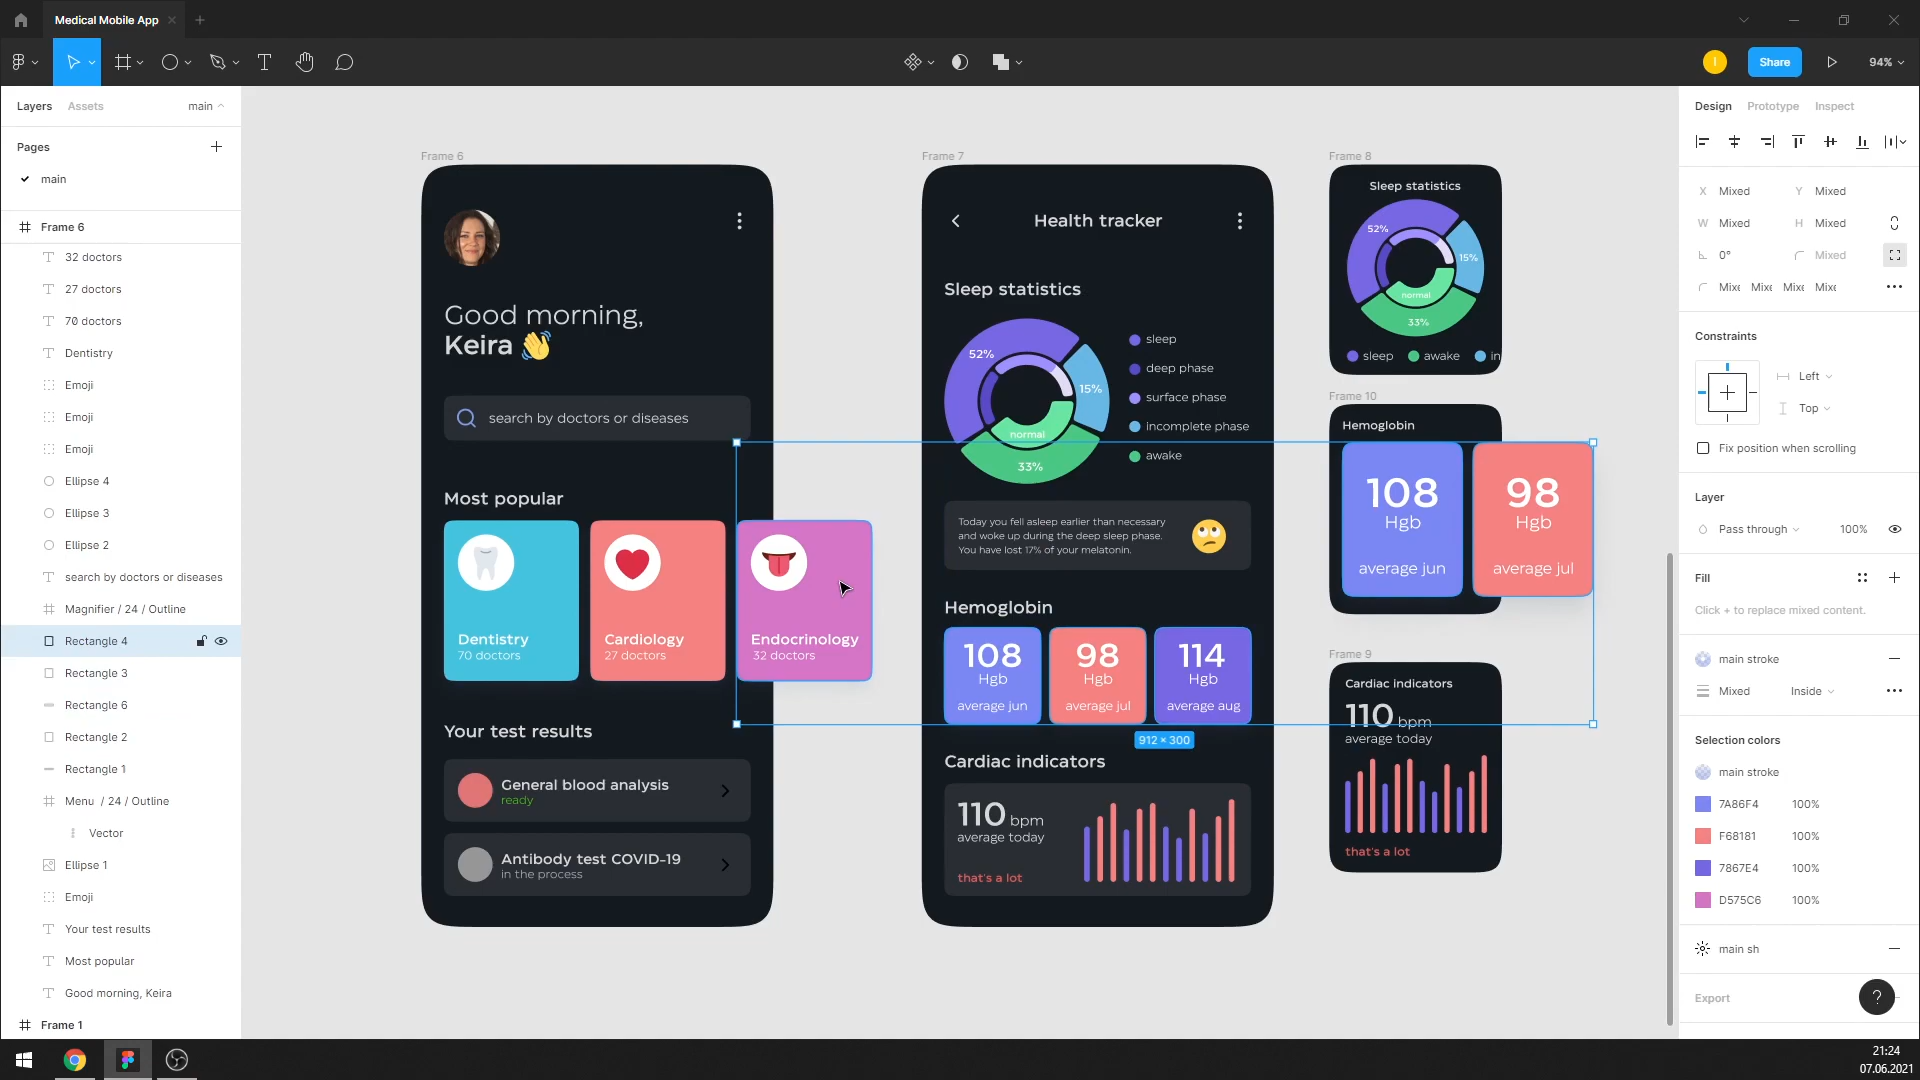 Medical Mobile App
Share
94%
Layers
Assets
main
Pages
main
Frame 6
32 doctors
27 doctors
70 doctors
Dentistry
Emoji
Emoji
Emoji
Ellipse 4
Ellipse 3
Ellipse 2
search by doctors or diseases
Magnifier / 24 / Outline
Rectangle 4
Rectangle 3
Rectangle 6
Rectangle 2
Rectangle 1
Menu / 24 / Outline
Vector
Ellipse 1
Emoji
Your test results
Most popular
Good morning, Keira
Frame 1
Frame 6
Good morning,
Keira
search by doctors or diseases
Most popular
Dentistry
70 doctors
Cardiology
27 doctors
Endocrinology
32 doctors
Your test results
General blood analysis
ready
Antibody test COVID-19
in the process
Frame 7
Health tracker
Sleep statistics
52%
15%
normal
33%
sleep
deep phase
surface phase
incomplete phase
awake
Today you fell asleep earlier than necessary
and woke up during the deep sleep phase.
You have lost 17% of your melatonin.
Hemoglobin
108
Hgb
average jun
98
Hgb
average jul
114
Hgb
average aug
912 × 300
Cardiac indicators
110 bpm
average today
that's a lot
Frame 8
Sleep statistics
52%
15%
normal
33%
sleep
awake
in
Frame 10
Hemoglobin
108
Hgb
average jun
98
Hgb
average jul
Frame 9
Cardiac indicators
110 bpm
average today
that's a lot
Design
Prototype
Inspect
X Mixed
Y Mixed
W Mixed
H Mixed
0°
Mixed
Mixe Mixe Mixe Mixe
Constraints
Left
Top
Fix position when scrolling
Layer
Pass through
100%
Fill
Click + to replace mixed content.
main stroke
Mixed
Inside
Selection colors
main stroke
7A86F4 100%
F68181 100%
7867E4 100%
D575C6 100%
main sh
Export
?
21:24
07.06.2021